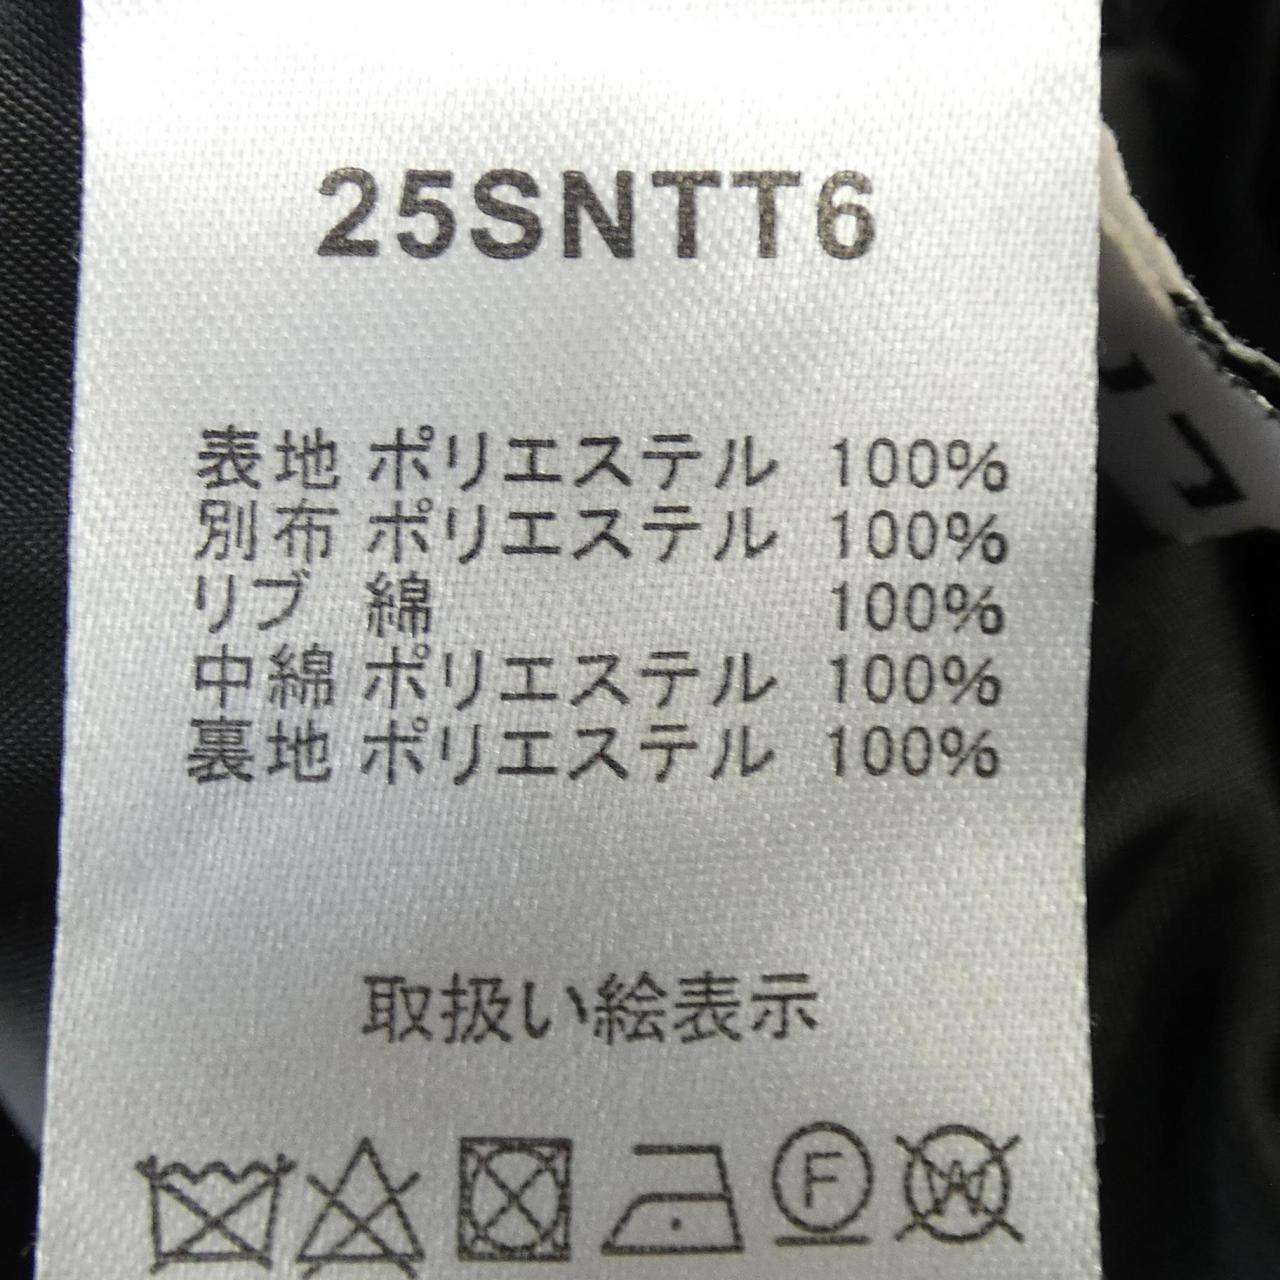 25SNTT6
表地 ポリエステル 100%
別布 ポリエステル 100%
リブ 綿 100%
中綿 ポリエステル 100%
裏地 ポリエステル 100%
取扱い絵表示
F W